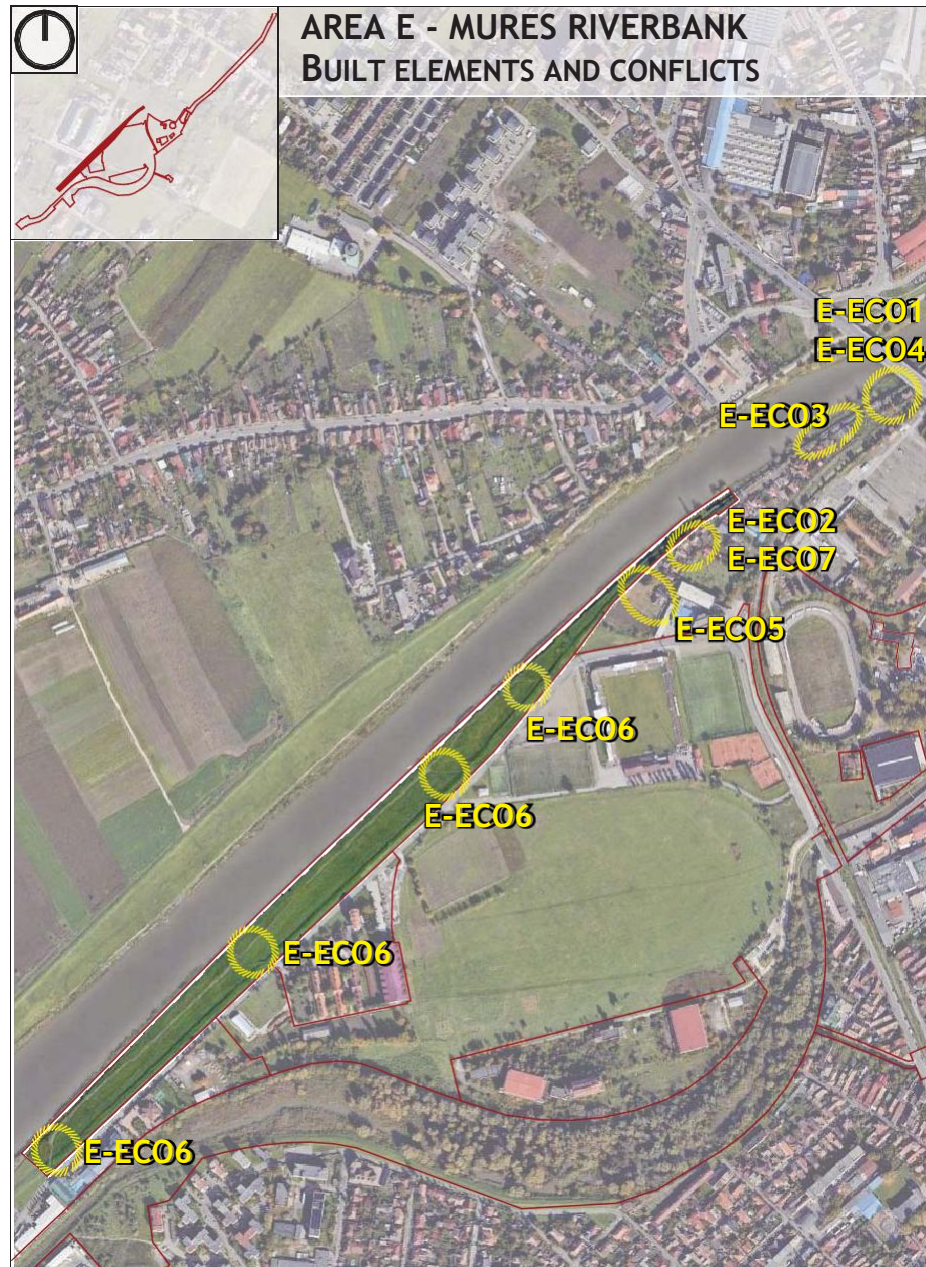 AREA E - MURES RIVERBANK
BUILT ELEMENTS AND CONFLICTS
E-ECO1
E-ECO4
E-ECO3
E-ECO2
E-ECO7
E-ECO5
E-ECO6
E-ECO6
E-ECO6
E-ECO6